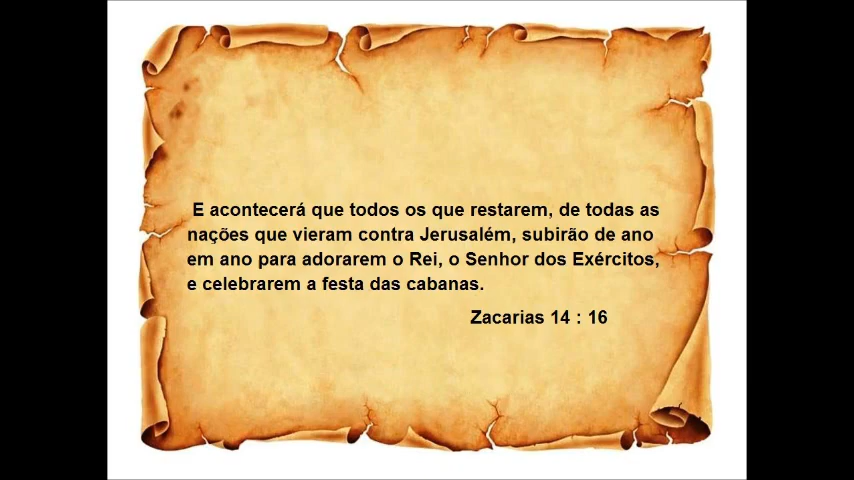 E acontecerá que todos os que restarem, de todas as
nações que vieram contra Jerusalém, subirão de ano
em ano para adorarem o Rei, o Senhor dos Exércitos,
e celebrarem a festa das cabanas.
Zacarias 14 : 16